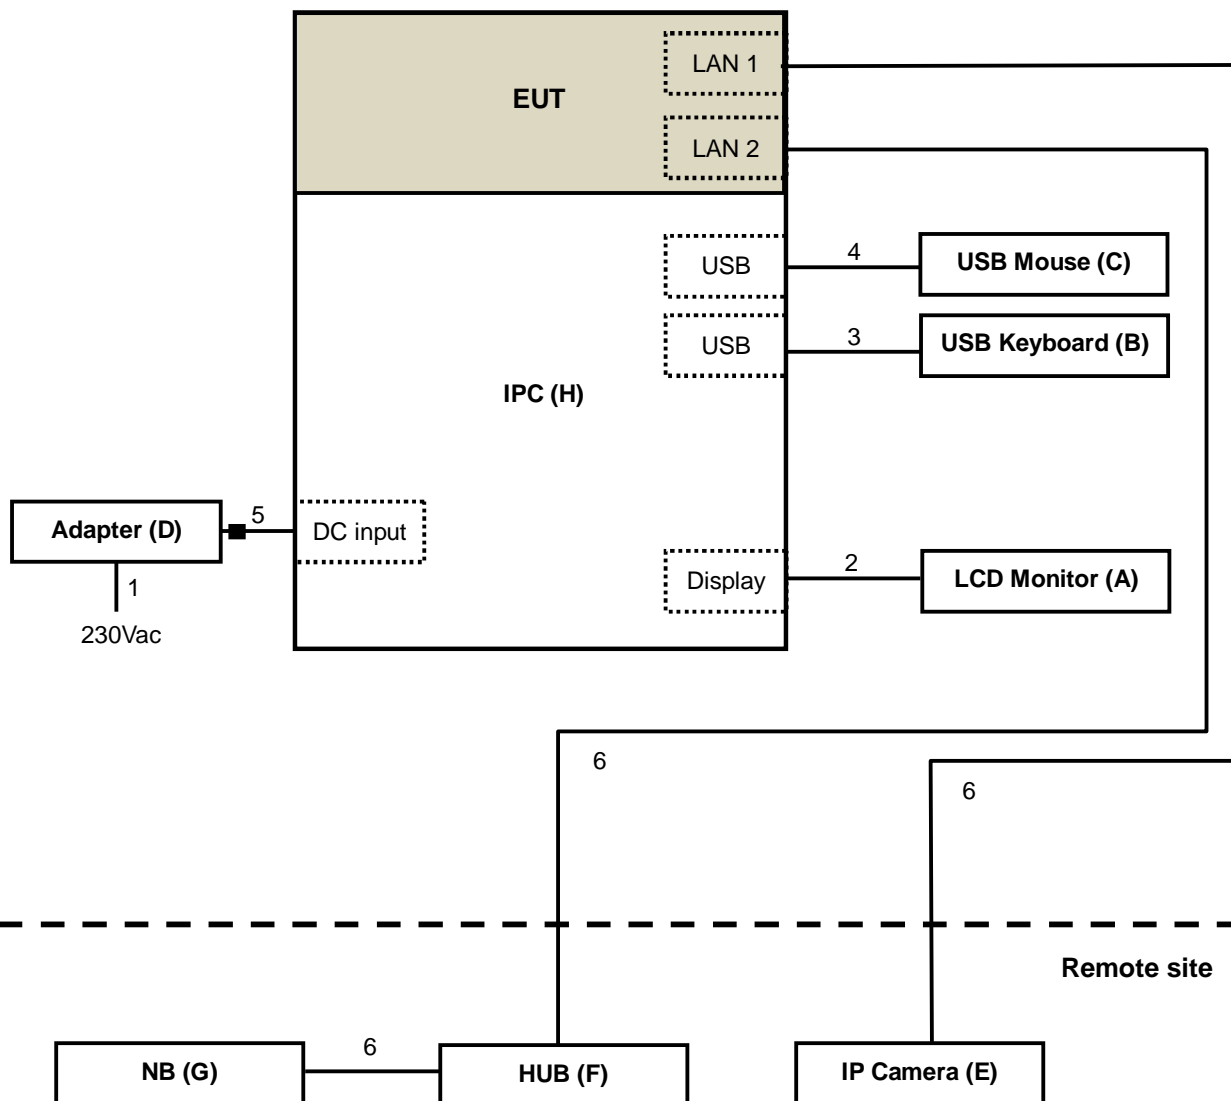 LAN 1
EUT
LAN 2
USB
4
USB Mouse (C)
USB
3
USB Keyboard (B)
IPC (H)
Adapter (D)
5
DC input
Display
2
LCD Monitor (A)
1
230Vac
6
6
Remote site
NB (G)
6
HUB (F)
IP Camera (E)